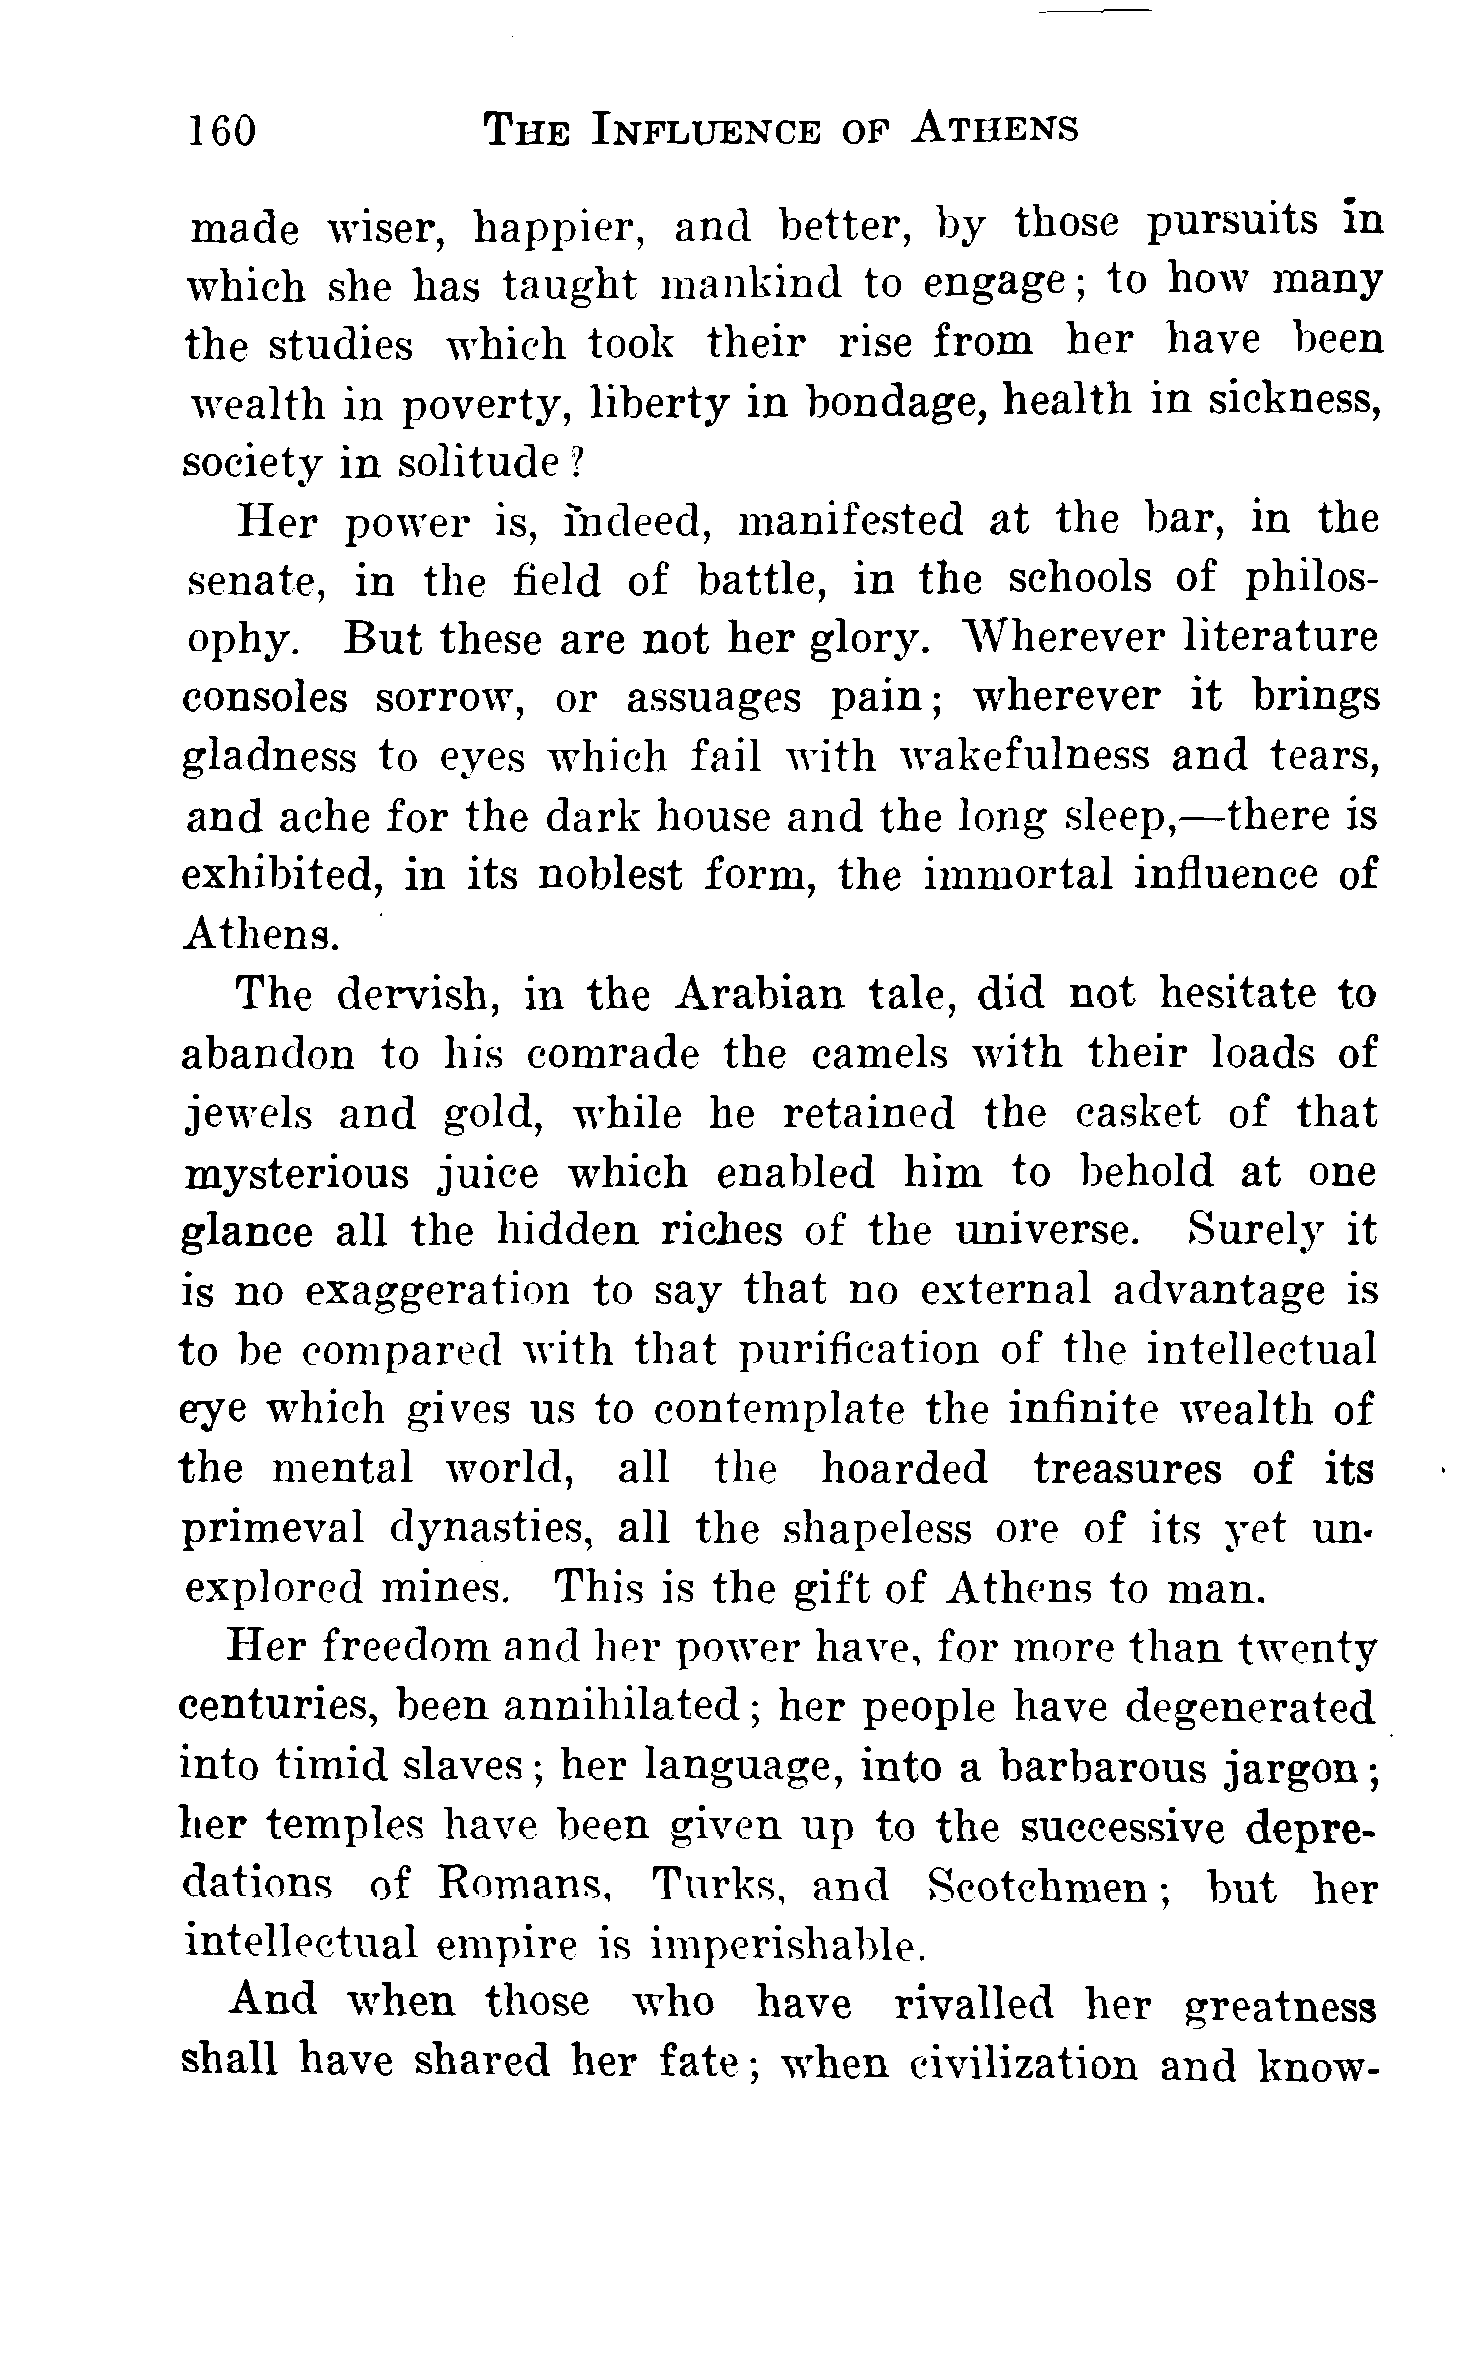 160 The Influence of Athens
made wiser, happier, and better, by those pursuits in
which she has taught mankind to engage; to how many
the studies which took their rise from her have been
wealth in poverty, liberty in bondage, health in sickness,
society in solitude?
Her power is, indeed, manifested at the bar, in the
senate, in the field of battle, in the schools of philos-
ophy. But these are not her glory. Wherever literature
consoles sorrow, or assuages pain; wherever it brings
gladness to eyes which fail with wakefulness and tears,
and ache for the dark house and the long sleep,—there is
exhibited, in its noblest form, the immortal influence of
Athens.
The dervish, in the Arabian tale, did not hesitate to
abandon to his comrade the camels with their loads of
jewels and gold, while he retained the casket of that
mysterious juice which enabled him to behold at one
glance all the hidden riches of the universe. Surely it
is no exaggeration to say that no external advantage is
to be compared with that purification of the intellectual
eye which gives us to contemplate the infinite wealth of
the mental world, all the hoarded treasures of its
primeval dynasties, all the shapeless ore of its yet un-
explored mines. This is the gift of Athens to man.
Her freedom and her power have, for more than twenty
centuries, been annihilated; her people have degenerated
into timid slaves; her language, into a barbarous jargon;
her temples have been given up to the successive depre-
dations of Romans, Turks, and Scotchmen; but her
intellectual empire is imperishable.
And when those who have rivalled her greatness
shall have shared her fate; when civilization and know-